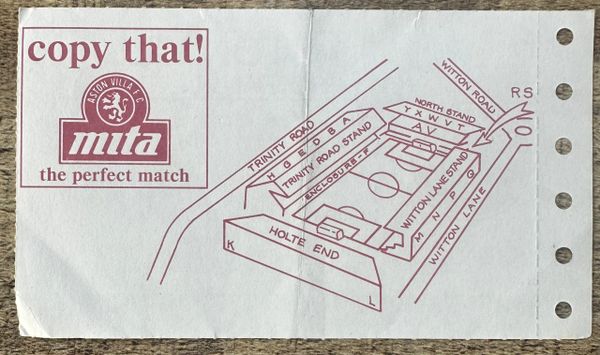 copy that!
ASTON VILLA F.C
mita
the perfect match
TRINITY ROAD
H G E D B A
TRINITY ROAD STAND
ENCLOSURE-F
NORTH STAND
Y X W V T
AV
WITTON ROAD
RS
WITTON LANE STAND
M N P Q
WITTON LANE
HOLTE END
K
L